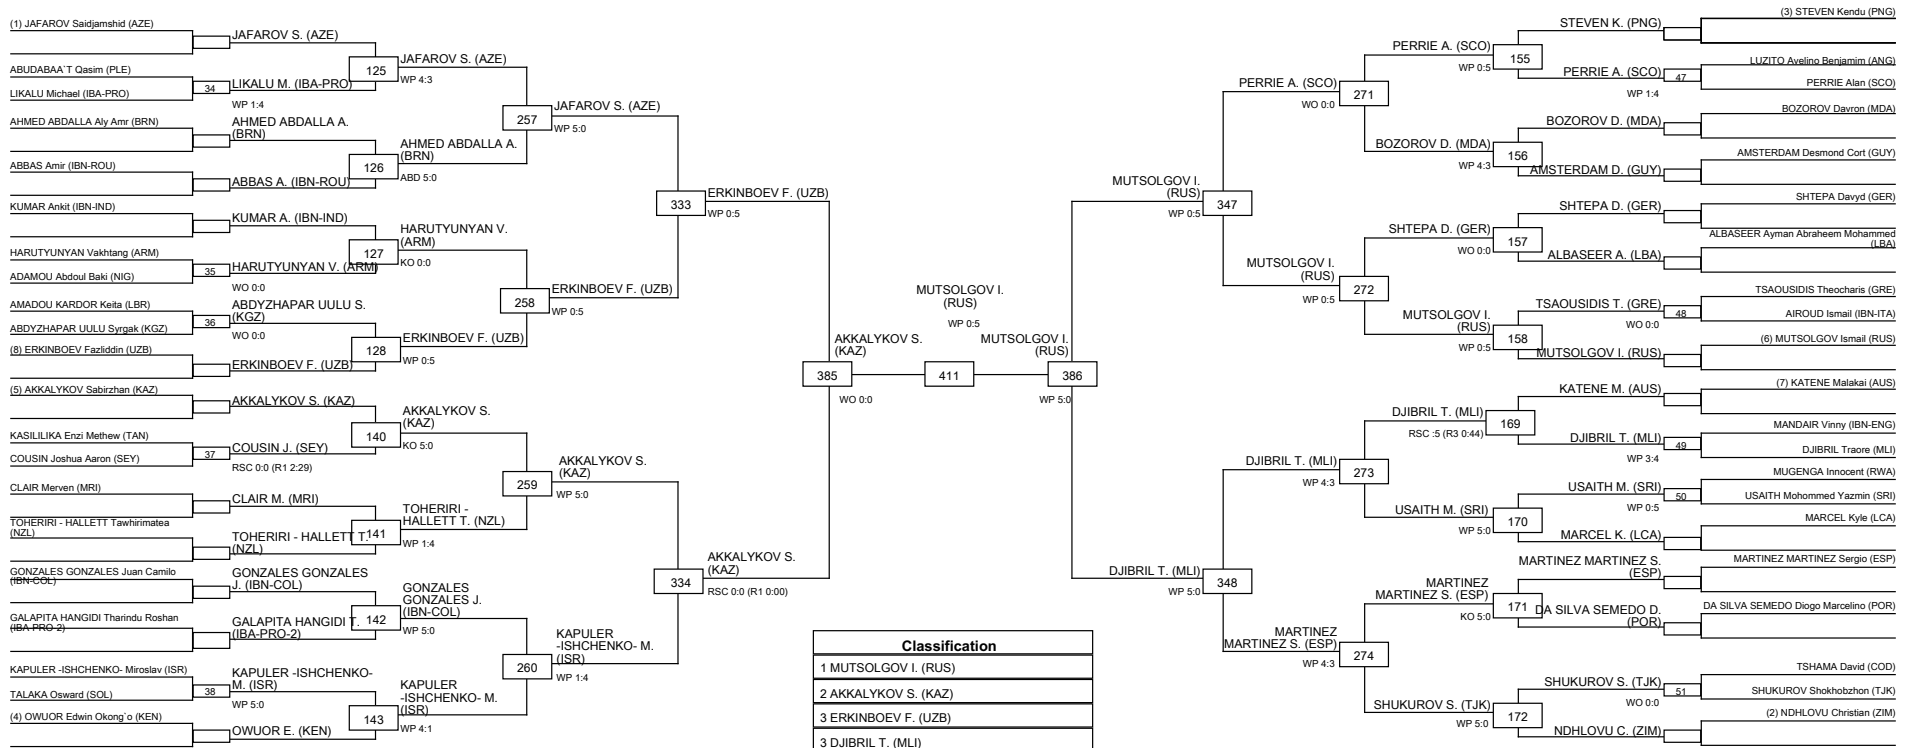 (1) JAFAROV Saidjamshid (AZE)
ABUDABAA`T Qasim (PLE)
LIKALU Michael (IBA-PRO)
AHMED ABDALLA Aly Amr (BRN)
ABBAS Amir (IBN-ROU)
KUMAR Ankit (IBN-IND)
HARUTYUNYAN Vakhtang (ARM)
ADAMOU Abdoul Baki (NIG)
AMADOU KARDOR Keita (LBR)
ABDYZHAPAR UULU Syrgak (KGZ)
(8) ERKINBOEV Fazliddin (UZB)
(5) AKKALYKOV Sabirzhan (KAZ)
KASILILIKA Enzi Methew (TAN)
COUSIN Joshua Aaron (SEY)
CLAIR Merven (MRI)
TOHERIRI - HALLETT Tawhirimatea
(NZL)
GONZALES GONZALES Juan Camilo
(IBN-COL)
GALAPITA HANGIDI Tharindu Roshan
(IBA-PRO-2)
KAPULER -ISHCHENKO- Miroslav (ISR)
TALAKA Osward (SOL)
(4) OWUOR Edwin Okong`o (KEN)
JAFAROV S. (AZE)
34
LIKALU M. (IBA-PRO)
WP 1:4
AHMED ABDALLA A.
(BRN)
ABBAS A. (IBN-ROU)
KUMAR A. (IBN-IND)
35
HARUTYUNYAN V. (ARM)
WO 0:0
36
ABDYZHAPAR UULU S.
(KGZ)
WO 0:0
ERKINBOEV F. (UZB)
AKKALYKOV S. (KAZ)
37
COUSIN J. (SEY)
RSC 0:0 (R1 2:29)
CLAIR M. (MRI)
TOHERIRI - HALLETT T.
(NZL)
GONZALES GONZALES
J. (IBN-COL)
GALAPITA HANGIDI T.
(IBA-PRO-2)
38
KAPULER -ISHCHENKO-
M. (ISR)
WP 5:0
OWUOR E. (KEN)
125
JAFAROV S. (AZE)
WP 4:3
126
AHMED ABDALLA A.
(BRN)
ABD 5:0
127
HARUTYUNYAN V.
(ARM)
KO 0:0
128
ERKINBOEV F. (UZB)
WP 0:5
140
AKKALYKOV S.
(KAZ)
KO 5:0
141
TOHERIRI -
HALLETT T. (NZL)
WP 1:4
142
GONZALES
GONZALES J.
(IBN-COL)
WP 5:0
143
KAPULER
-ISHCHENKO- M.
(ISR)
WP 4:1
257
JAFAROV S. (AZE)
WP 5:0
258
ERKINBOEV F. (UZB)
WP 0:5
259
AKKALYKOV S.
(KAZ)
WP 5:0
260
KAPULER
-ISHCHENKO- M.
(ISR)
WP 1:4
333
ERKINBOEV F. (UZB)
WP 0:5
334
AKKALYKOV S.
(KAZ)
RSC 0:0 (R1 0:00)
385
AKKALYKOV S.
(KAZ)
WO 0:0
MUTSOLGOV I.
(RUS)
WP 0:5
411
MUTSOLGOV I.
(RUS)
386
WP 5:0
Classification
1 MUTSOLGOV I. (RUS)
2 AKKALYKOV S. (KAZ)
3 ERKINBOEV F. (UZB)
3 DJIBRIL T. (MLI)
MUTSOLGOV I.
(RUS)
347
WP 0:5
DJIBRIL T. (MLI)
348
WP 5:0
PERRIE A. (SCO)
271
WO 0:0
MUTSOLGOV I.
(RUS)
272
WP 0:5
DJIBRIL T. (MLI)
273
WP 4:3
MARTINEZ
MARTINEZ S. (ESP)
274
WP 4:3
PERRIE A. (SCO)
155
WP 0:5
BOZOROV D. (MDA)
156
WP 4:3
SHTEPA D. (GER)
157
WO 0:0
MUTSOLGOV I.
(RUS)
158
WP 0:5
DJIBRIL T. (MLI)
169
RSC :5 (R3 0:44)
USAITH M. (SRI)
170
WP 5:0
MARTINEZ
MARTINEZ S. (ESP)
171
KO 5:0
SHUKUROV S. (TJK)
172
WP 5:0
STEVEN K. (PNG)
PERRIE A. (SCO)
47
WP 1:4
BOZOROV D. (MDA)
AMSTERDAM D. (GUY)
SHTEPA D. (GER)
ALBASEER A. (LBA)
TSAOUSIDIS T. (GRE)
48
WO 0:0
MUTSOLGOV I. (RUS)
KATENE M. (AUS)
DJIBRIL T. (MLI)
49
WP 3:4
USAITH M. (SRI)
50
WP 0:5
MARCEL K. (LCA)
MARTINEZ MARTINEZ S.
(ESP)
DA SILVA SEMEDO D.
(POR)
SHUKUROV S. (TJK)
51
WO 0:0
NDHLOVU C. (ZIM)
(3) STEVEN Kendu (PNG)
LUZITO Avelino Benjamim (ANG)
PERRIE Alan (SCO)
BOZOROV Davron (MDA)
AMSTERDAM Desmond Cort (GUY)
SHTEPA Davyd (GER)
ALBASEER Ayman Abraheem Mohammed
(LBA)
TSAOUSIDIS Theocharis (GRE)
AIROUD Ismail (IBN-ITA)
(6) MUTSOLGOV Ismail (RUS)
(7) KATENE Malakai (AUS)
MANDAIR Vinny (IBN-ENG)
DJIBRIL Traore (MLI)
MUGENGA Innocent (RWA)
USAITH Mohommed Yazmin (SRI)
MARCEL Kyle (LCA)
MARTINEZ MARTINEZ Sergio (ESP)
DA SILVA SEMEDO Diogo Marcelino (POR)
TSHAMA David (COD)
SHUKUROV Shokhobzhon (TJK)
(2) NDHLOVU Christian (ZIM)